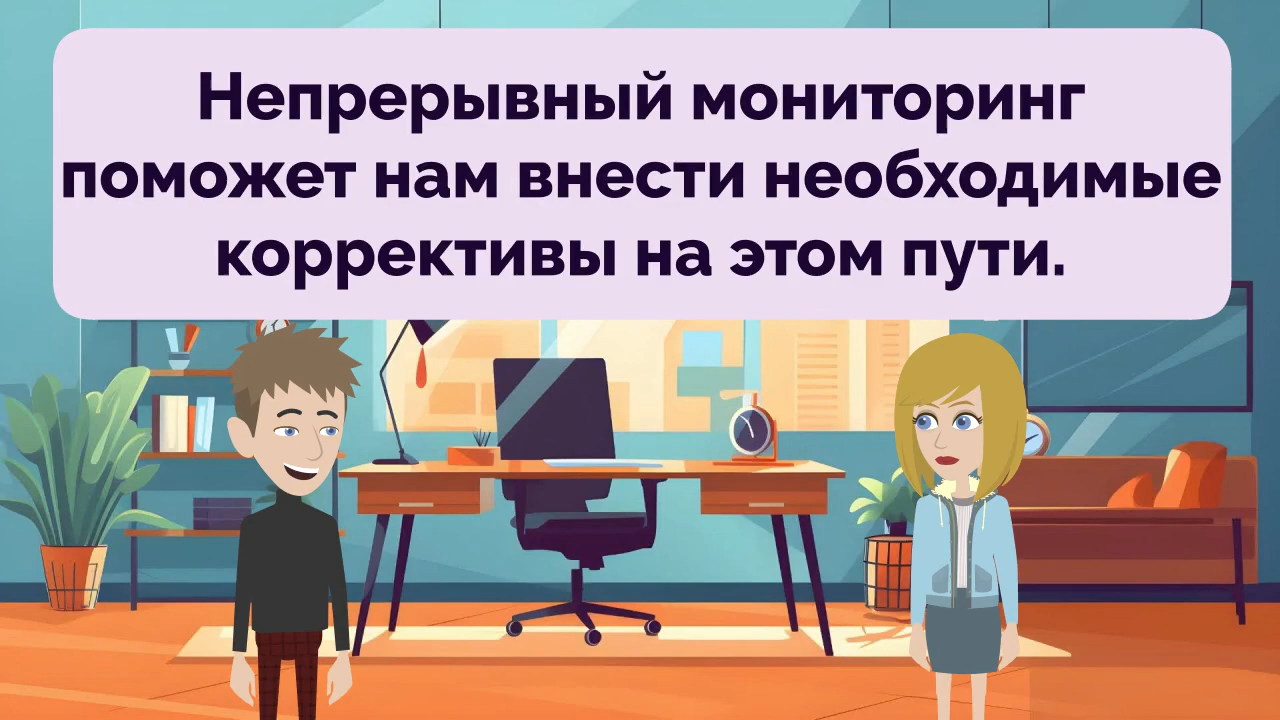 Непрерывный мониторинг
поможет нам внести необходимые
коррективы на этом пути.